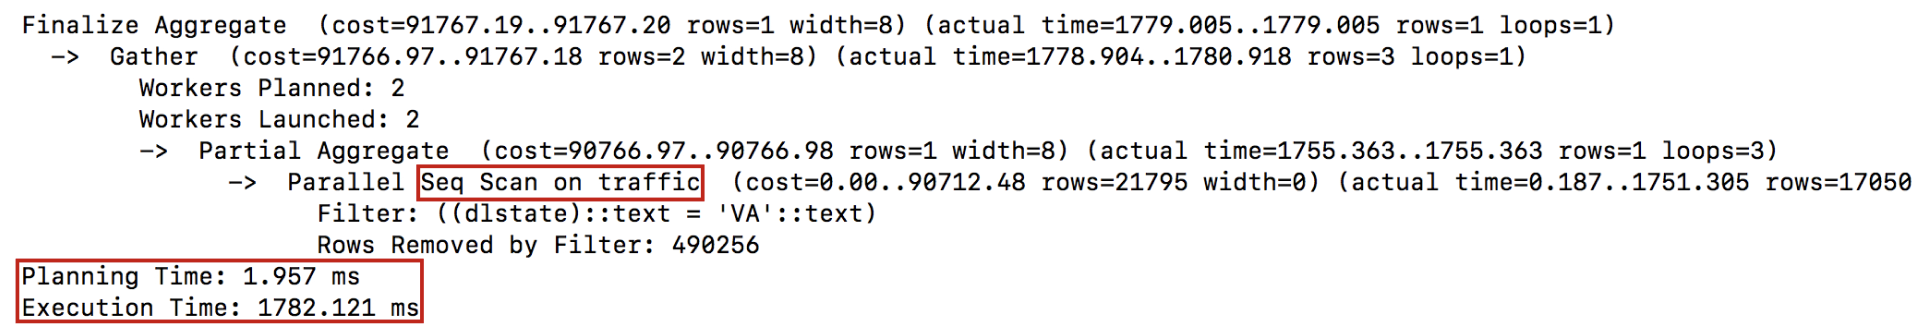 Finalize Aggregate  (cost=91767.19..91767.20 rows=1 width=8) (actual time=1779.005..1779.005 rows=1 loops=1)
  ->  Gather  (cost=91766.97..91767.18 rows=2 width=8) (actual time=1778.904..1780.918 rows=3 loops=1)
        Workers Planned: 2
        Workers Launched: 2
        ->  Partial Aggregate  (cost=90766.97..90766.98 rows=1 width=8) (actual time=1755.363..1755.363 rows=1 loops=3)
              ->  Parallel Seq Scan on traffic  (cost=0.00..90712.48 rows=21795 width=0) (actual time=0.187..1751.305 rows=17050
                    Filter: ((dlstate)::text = 'VA'::text)
                    Rows Removed by Filter: 490256
Planning Time: 1.957 ms
Execution Time: 1782.121 ms